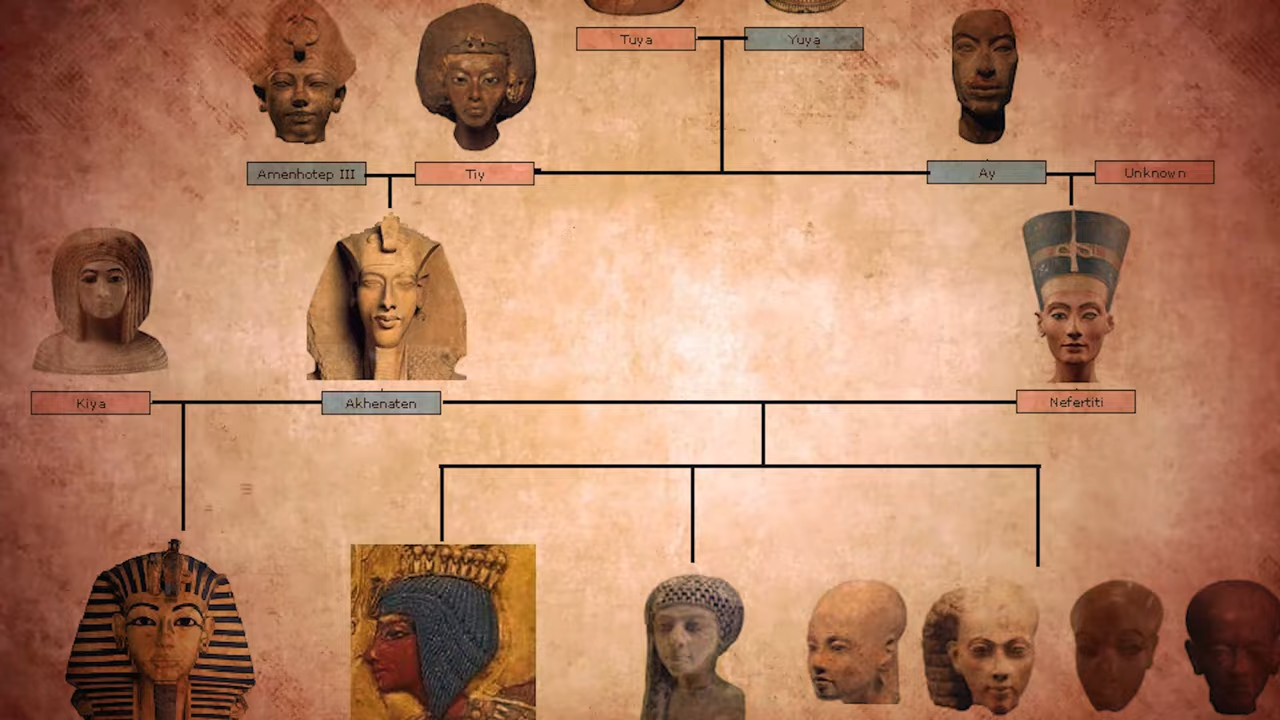 Tuya
Yuya
Amenhotep III
Tiy
Ay
Unknown
Kiya
Akhenaten
Nefertiti